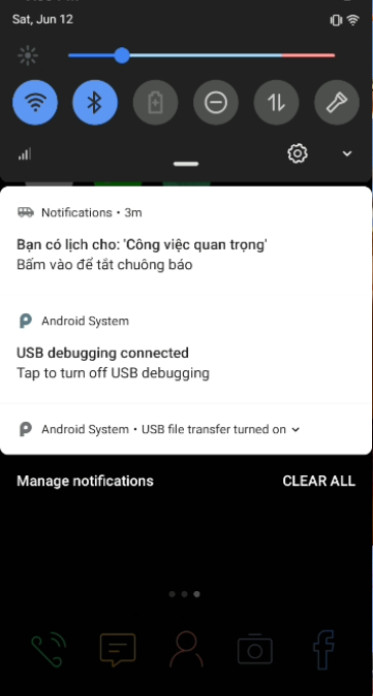 Sat, Jun 12
Notifications • 3m
Bạn có lịch cho: 'Công việc quan trọng'
Bấm vào để tắt chuông báo
Android System
USB debugging connected
Tap to turn off USB debugging
Android System • USB file transfer turned on
Manage notifications
CLEAR ALL